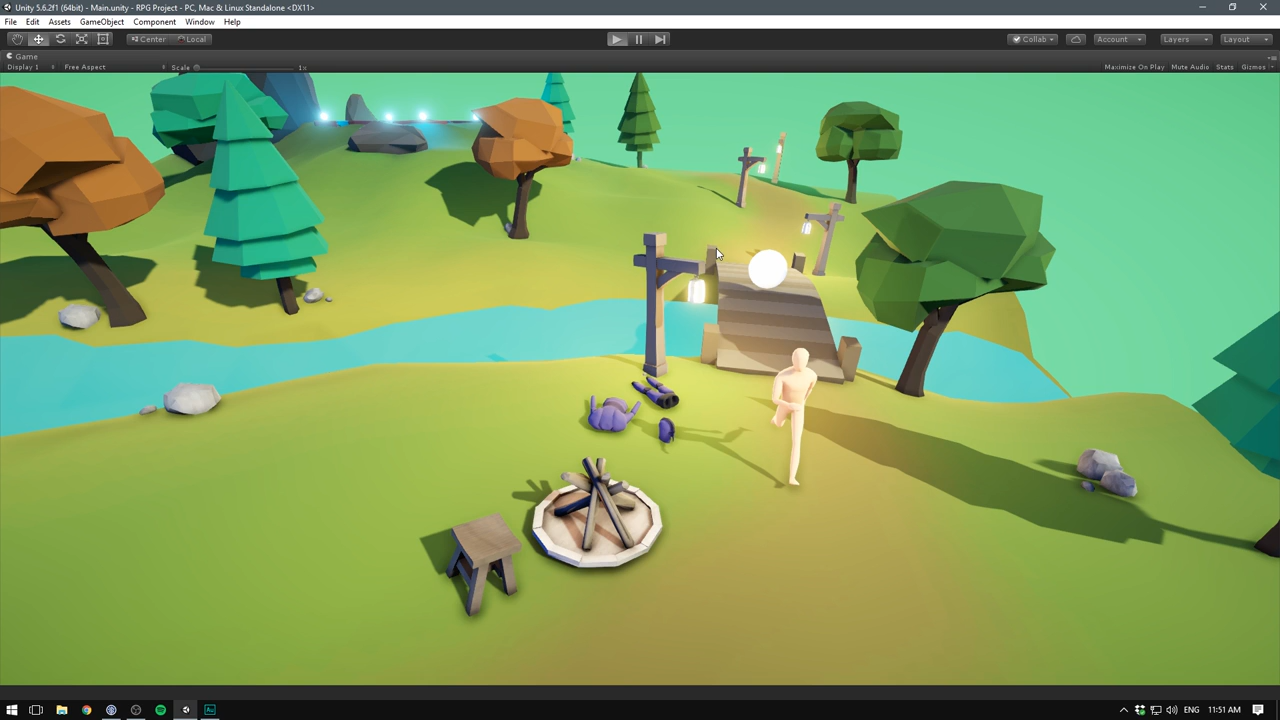 Unity 5.6.2f1 (64bit) - Main.unity - RPG Project - PC, Mac & Linux Standalone <DX11>
File Edit Assets GameObject Component Window Help
Center Local Collab Account Layers Layout
Game
Display 1 Free Aspect Scale 1x Maximize On Play Mute Audio Stats Gizmos
Au ENG 11:51 AM